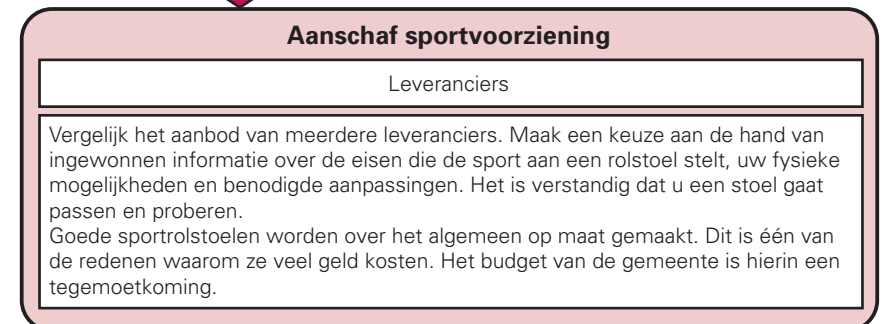 Aanschaf sportvoorziening
Leveranciers
Vergelijk het aanbod van meerdere leveranciers. Maak een keuze aan de hand van
ingewonnen informatie over de eisen die de sport aan een rolstoel stelt, uw fysieke
mogelijkheden en benodigde aanpassingen. Het is verstandig dat u een stoel gaat
passen en proberen.
Goede sportrolstoelen worden over het algemeen op maat gemaakt. Dit is één van
de redenen waarom ze veel geld kosten. Het budget van de gemeente is hierin een
tegemoetkoming.